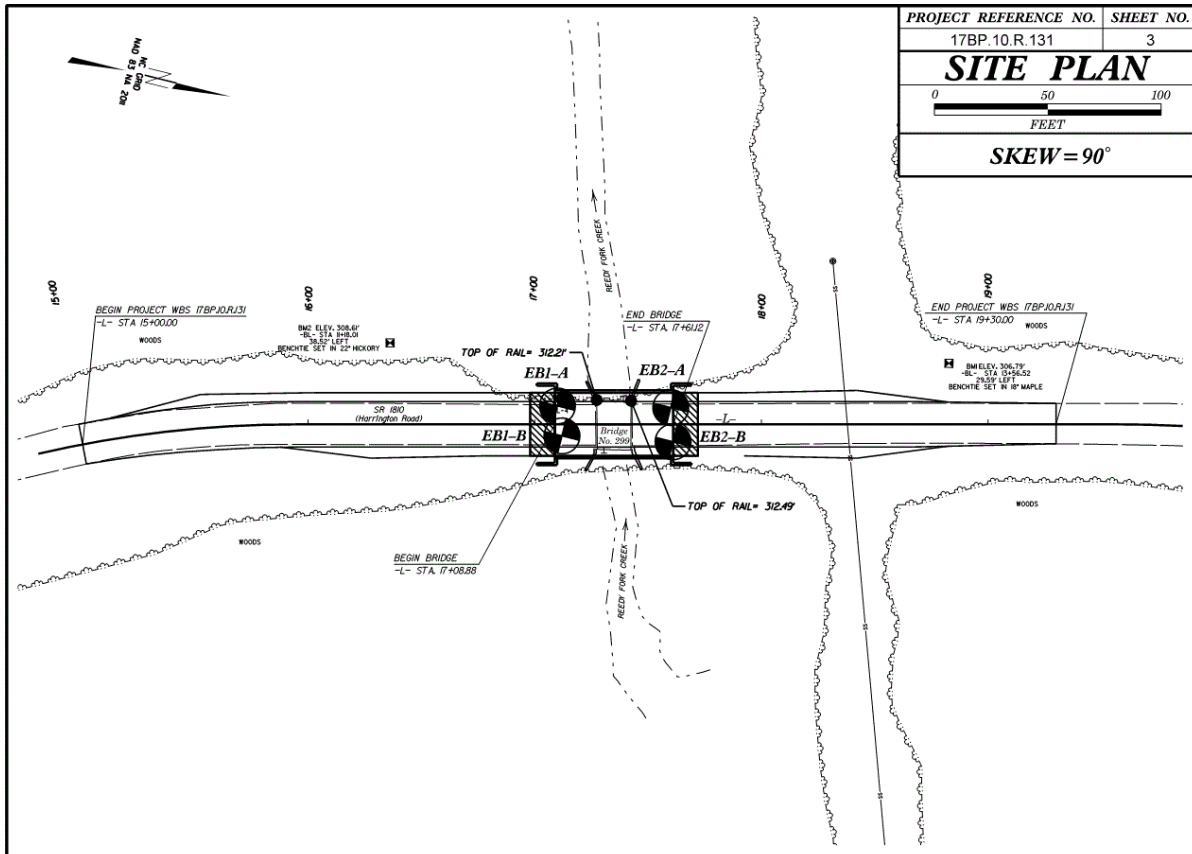 PROJECT REFERENCE NO. SHEET NO.
17BP.10.R.131 3
SITE PLAN
0 50 100
FEET
SKEW = 90°
NC GRID
NAD 83 NA 2011
REEDY FORK CREEK
15+00
16+00
17+00
18+00
19+00
BEGIN PROJECT WBS 17BP.10.R.131
-L- STA 15+00.00
WOODS
BM2 ELEV. 308.61'
-BL- STA 11+18.01
38.52' LEFT
BENCHTIE SET IN 22" HICKORY
END BRIDGE
-L- STA. 17+61.12
END PROJECT WBS 17BP.10.R.131
-L- STA 19+30.00
WOODS
TOP OF RAIL= 312.21'
BM1 ELEV. 306.79'
-BL- STA 13+56.52
29.59' LEFT
BENCHTIE SET IN 18" MAPLE
EB1-A
EB2-A
SR 1810
(Harrington Road)
-L-
EB1-B
Bridge
No. 299
EB2-B
TOP OF RAIL= 312.49'
WOODS
WOODS
BEGIN BRIDGE
-L- STA. 17+08.88
REEDY FORK CREEK
SS
SS
SS
SS